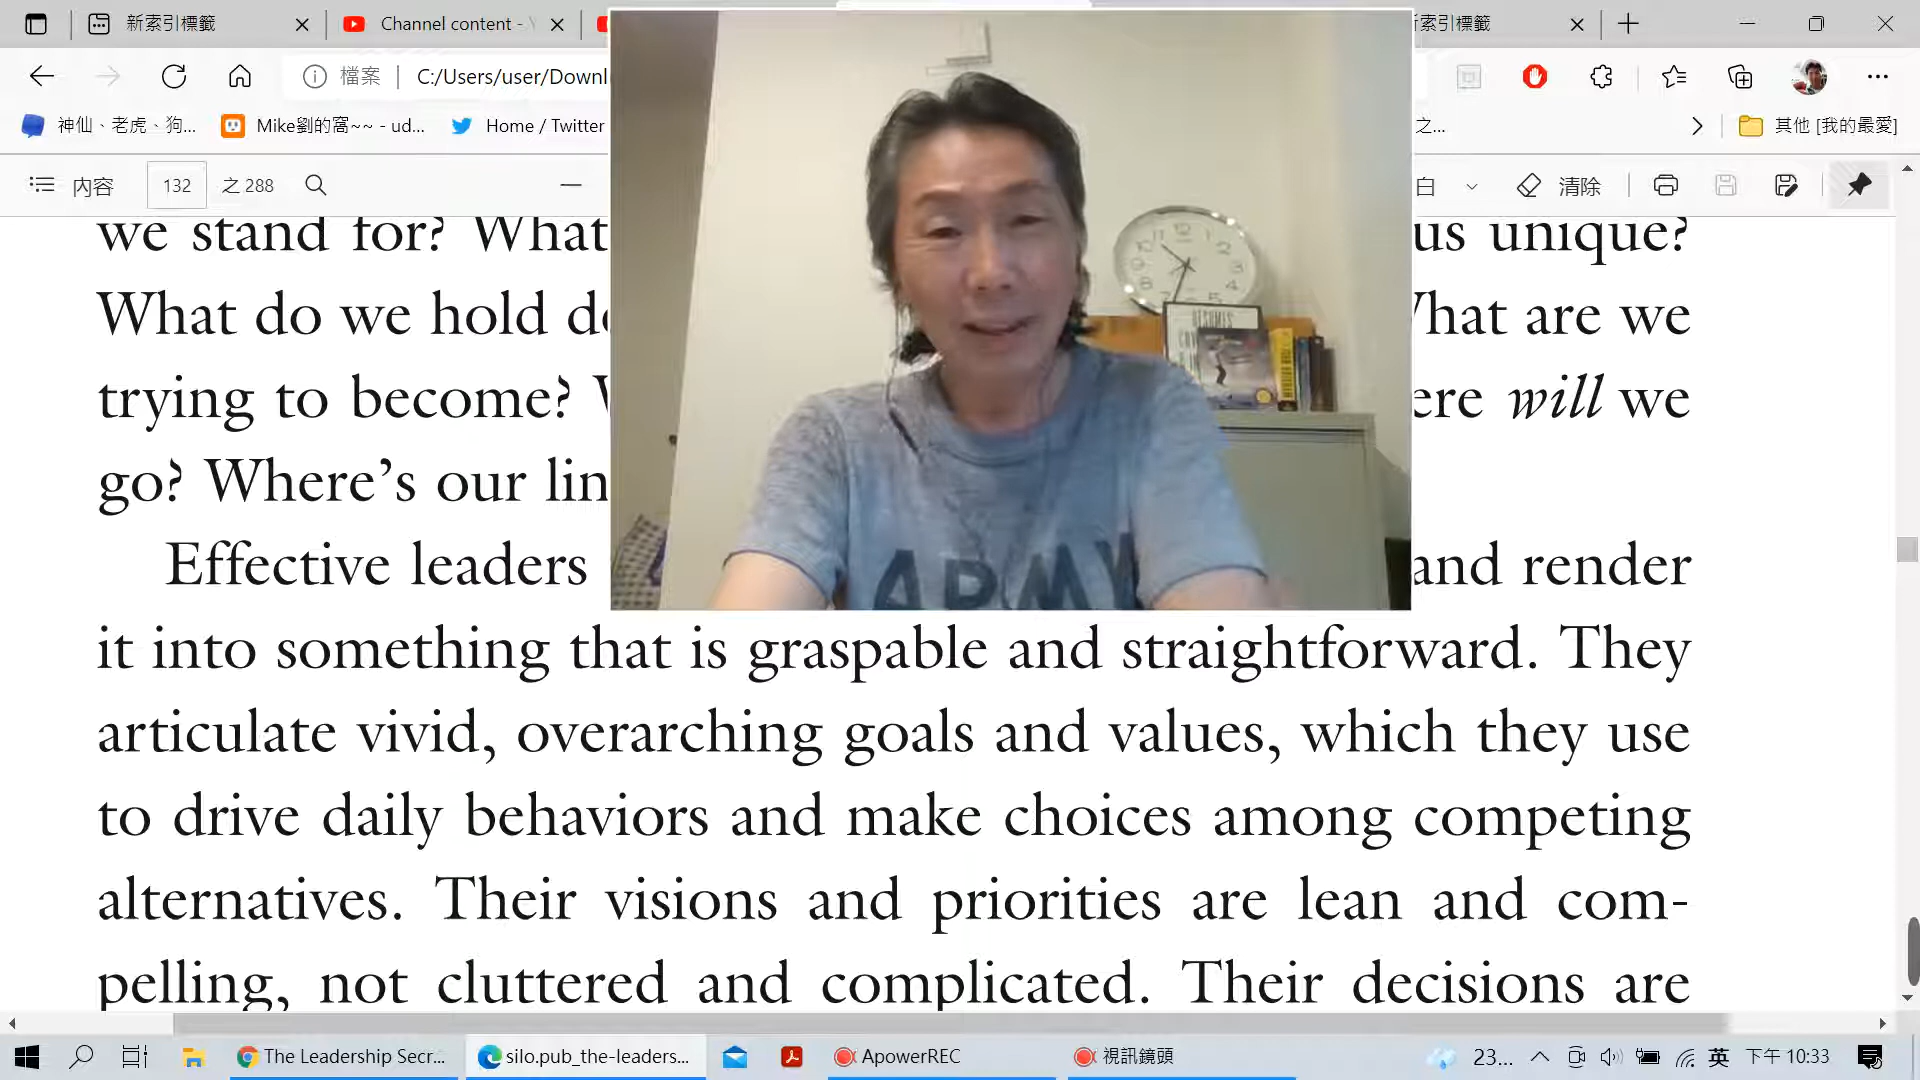 新索引標籤
Channel content -
索引標籤
檔案
C:/Users/user/Downl
神仙、老虎、狗...
Mike劉的窩~~ - ud...
Home / Twitter
之...
其他 [我的最愛]
內容
132
之 288
白
清除
we stand for? What us unique?
What do we hold de hat are we
trying to become? ere will we
go? Where's our lin
Effective leaders and render
it into something that is graspable and straightforward. They
articulate vivid, overarching goals and values, which they use
to drive daily behaviors and make choices among competing
alternatives. Their visions and priorities are lean and com-
pelling, not cluttered and complicated. Their decisions are
ARMY
The Leadership Secr...
silo.pub_the-leaders...
ApowerREC
視訊鏡頭
23...
英
下午 10:33